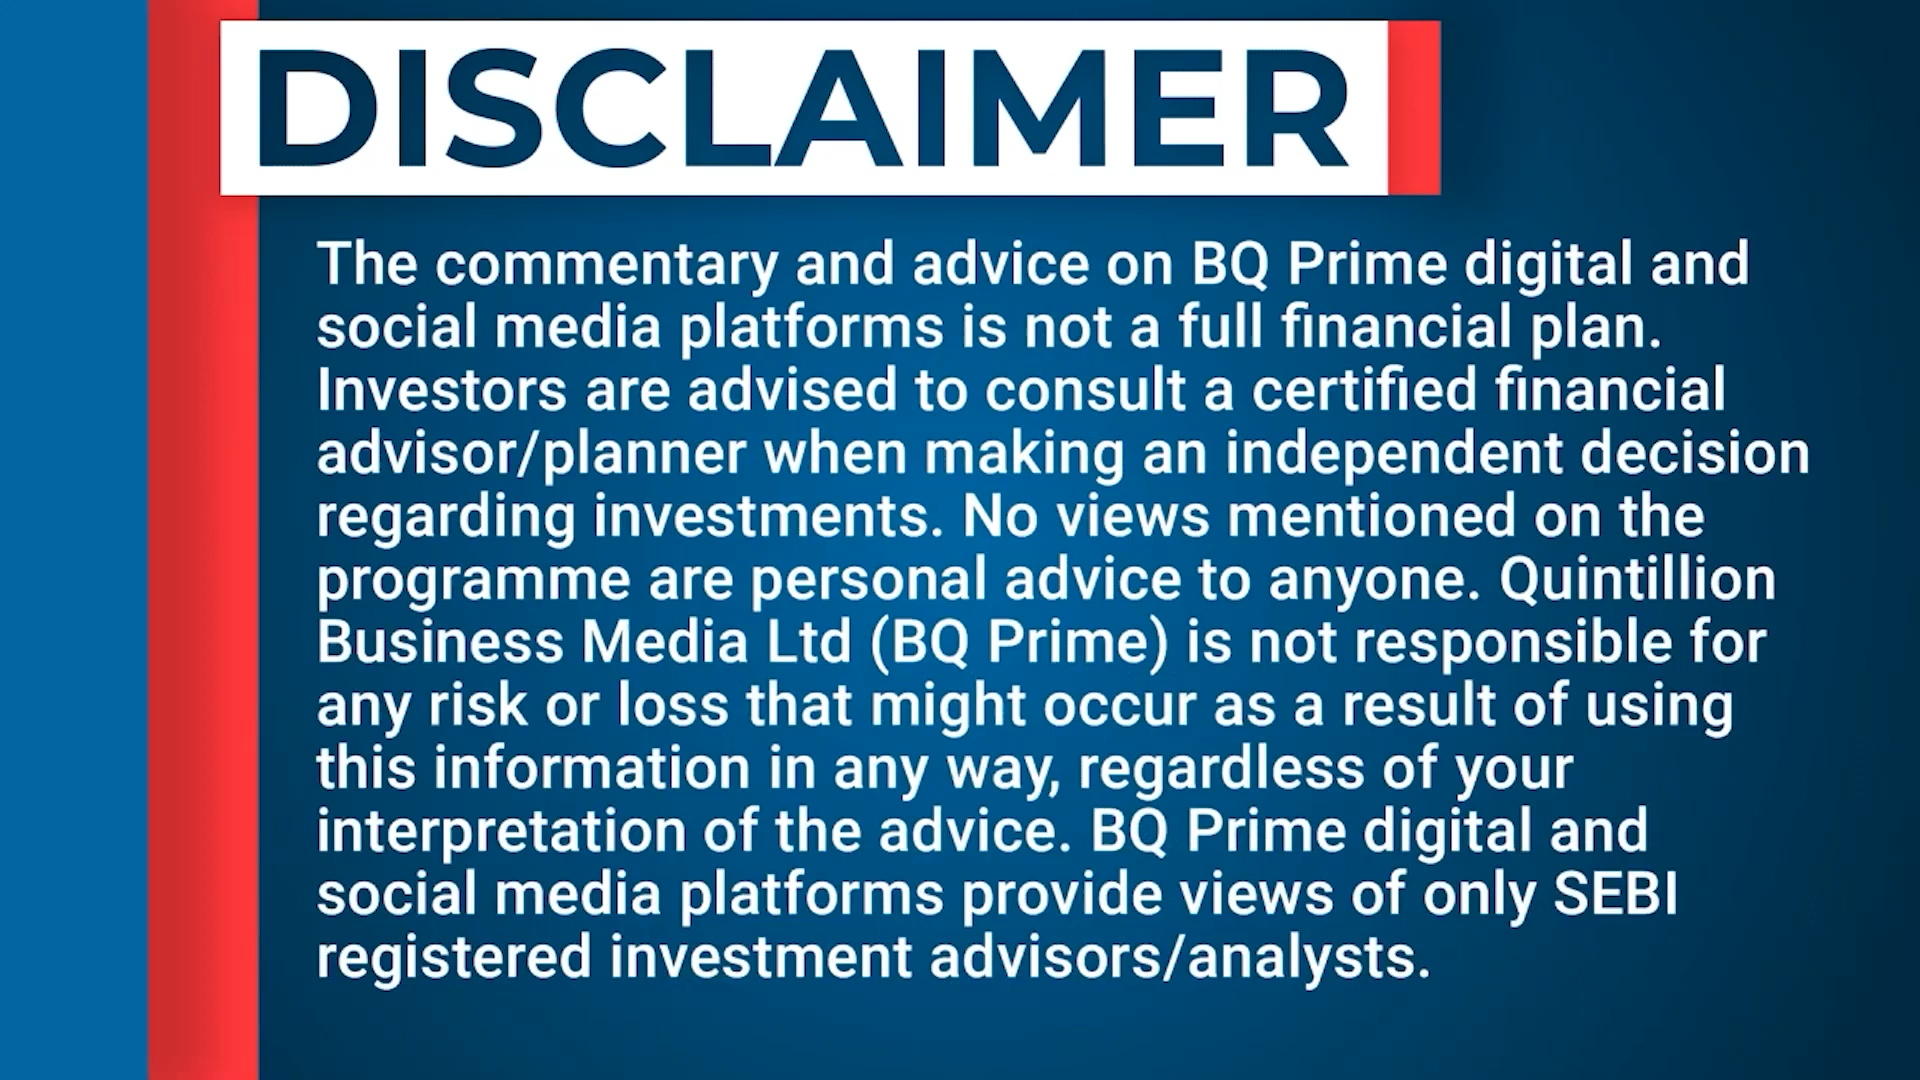 DISCLAIMER
The commentary and advice on BQ Prime digital and
social media platforms is not a full financial plan.
Investors are advised to consult a certified financial
advisor/planner when making an independent decision
regarding investments. No views mentioned on the
programme are personal advice to anyone. Quintillion
Business Media Ltd (BQ Prime) is not responsible for
any risk or loss that might occur as a result of using
this information in any way, regardless of your
interpretation of the advice. BQ Prime digital and
social media platforms provide views of only SEBI
registered investment advisors/analysts.